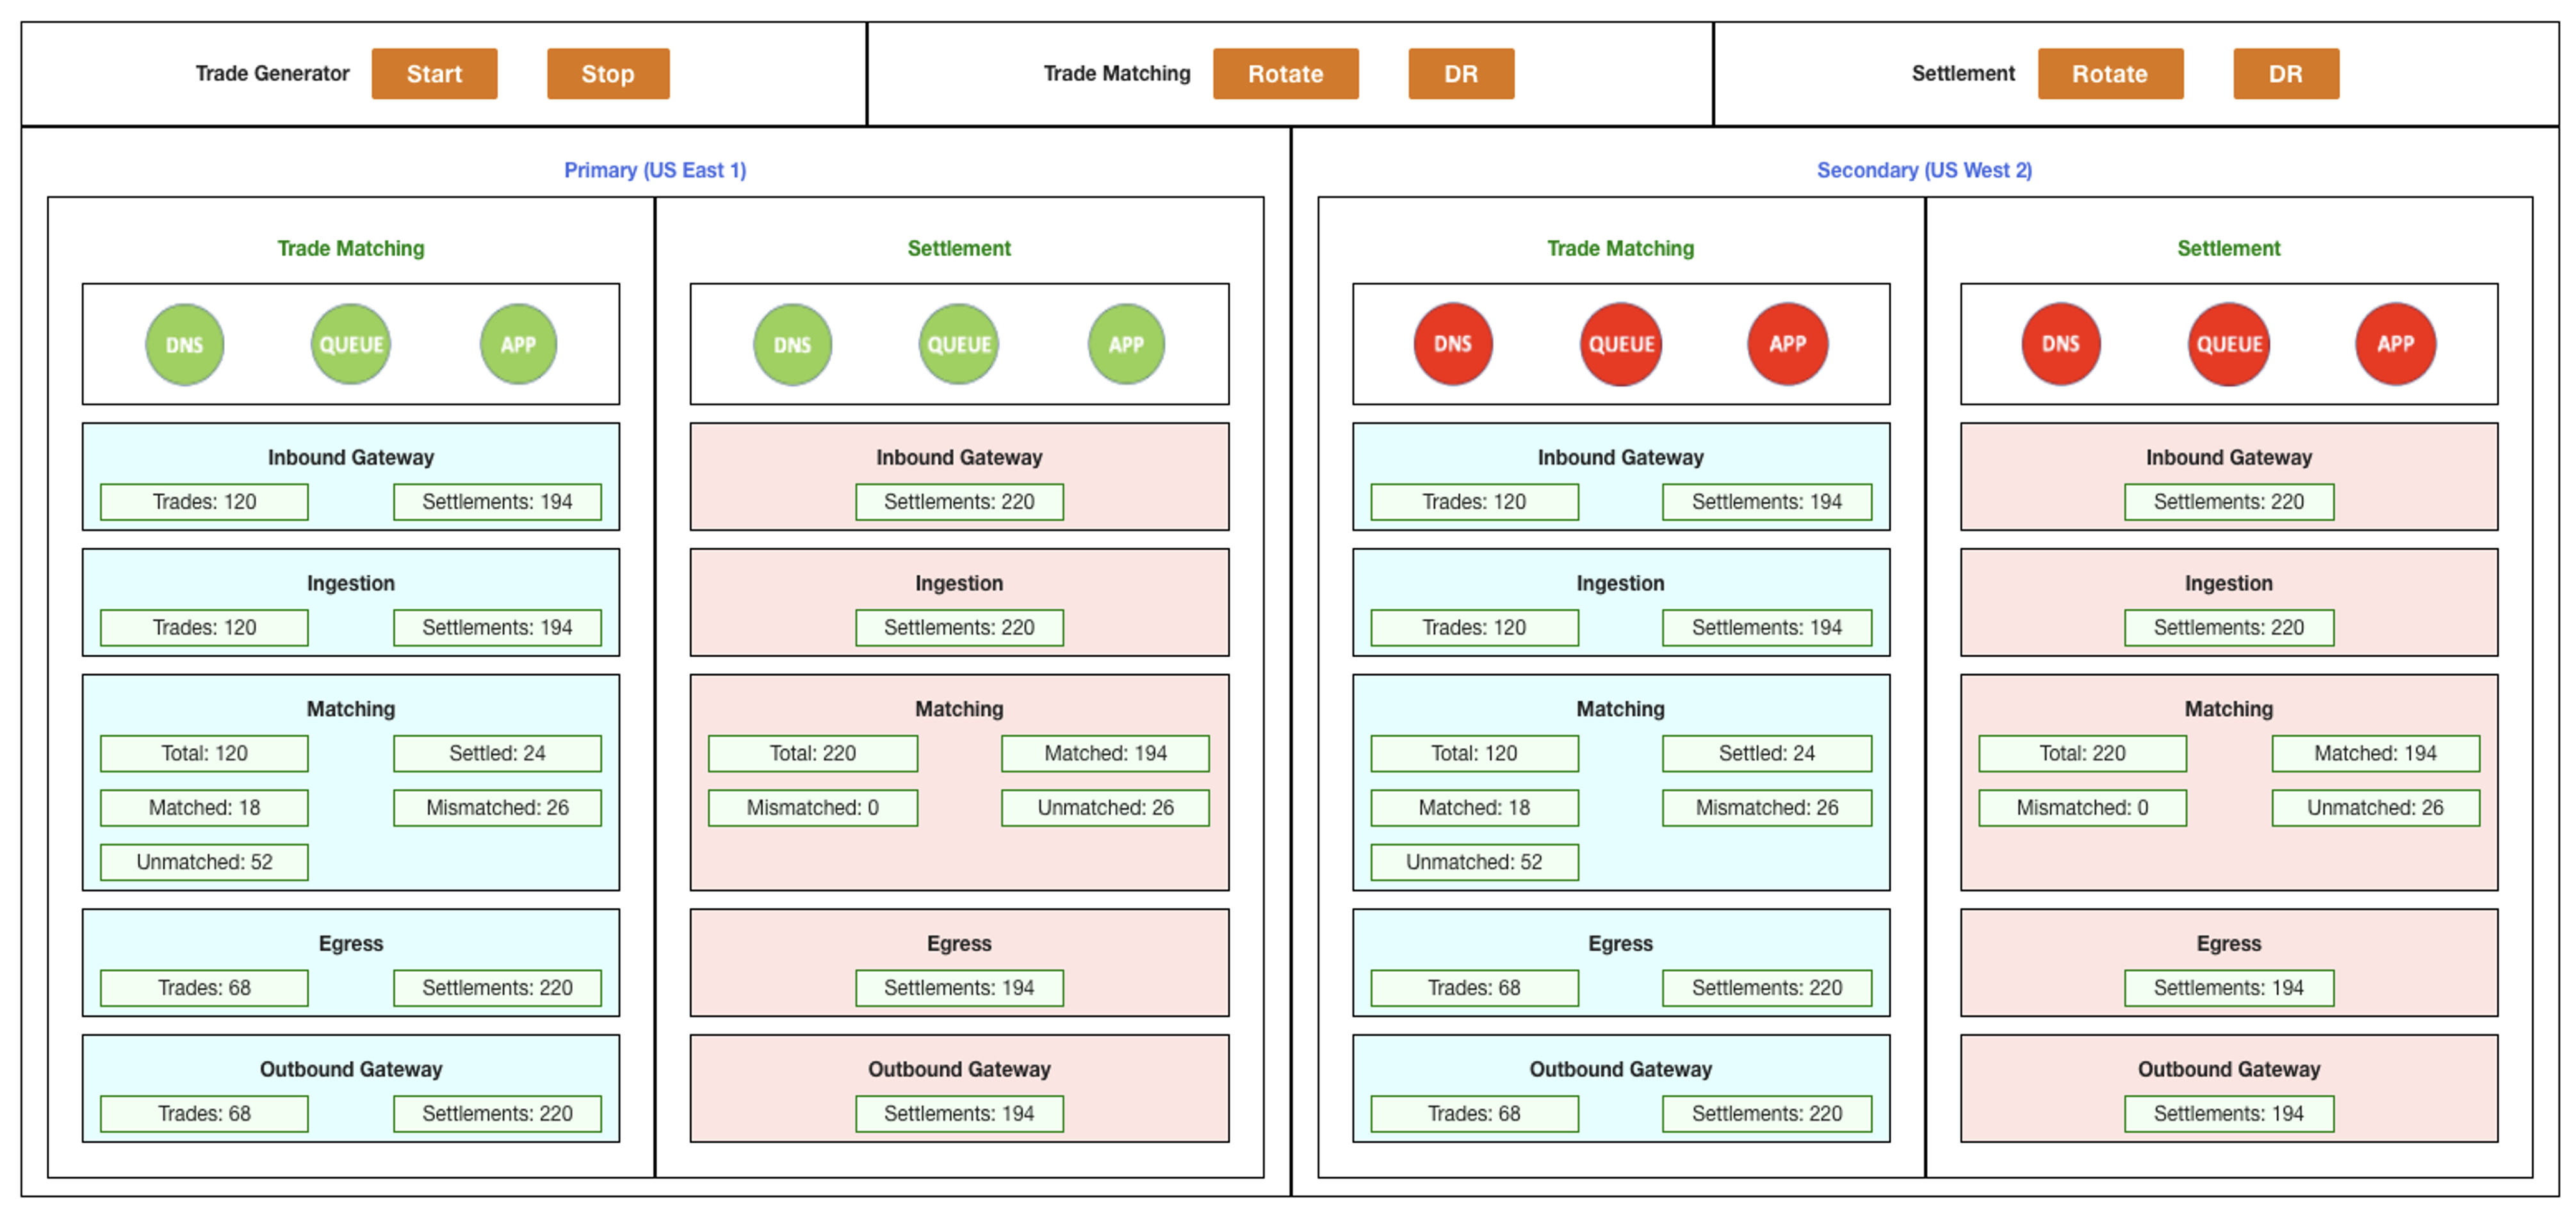 Trade Generator Start Stop
Trade Matching Rotate DR
Settlement Rotate DR
Primary (US East 1)
Trade Matching
DNS QUEUE APP
Inbound Gateway
Trades: 120 Settlements: 194
Ingestion
Trades: 120 Settlements: 194
Matching
Total: 120 Settled: 24
Matched: 18 Mismatched: 26
Unmatched: 52
Egress
Trades: 68 Settlements: 220
Outbound Gateway
Trades: 68 Settlements: 220
Settlement
DNS QUEUE APP
Inbound Gateway
Settlements: 220
Ingestion
Settlements: 220
Matching
Total: 220 Matched: 194
Mismatched: 0 Unmatched: 26
Egress
Settlements: 194
Outbound Gateway
Settlements: 194
Secondary (US West 2)
Trade Matching
DNS QUEUE APP
Inbound Gateway
Trades: 120 Settlements: 194
Ingestion
Trades: 120 Settlements: 194
Matching
Total: 120 Settled: 24
Matched: 18 Mismatched: 26
Unmatched: 52
Egress
Trades: 68 Settlements: 220
Outbound Gateway
Trades: 68 Settlements: 220
Settlement
DNS QUEUE APP
Inbound Gateway
Settlements: 220
Ingestion
Settlements: 220
Matching
Total: 220 Matched: 194
Mismatched: 0 Unmatched: 26
Egress
Settlements: 194
Outbound Gateway
Settlements: 194